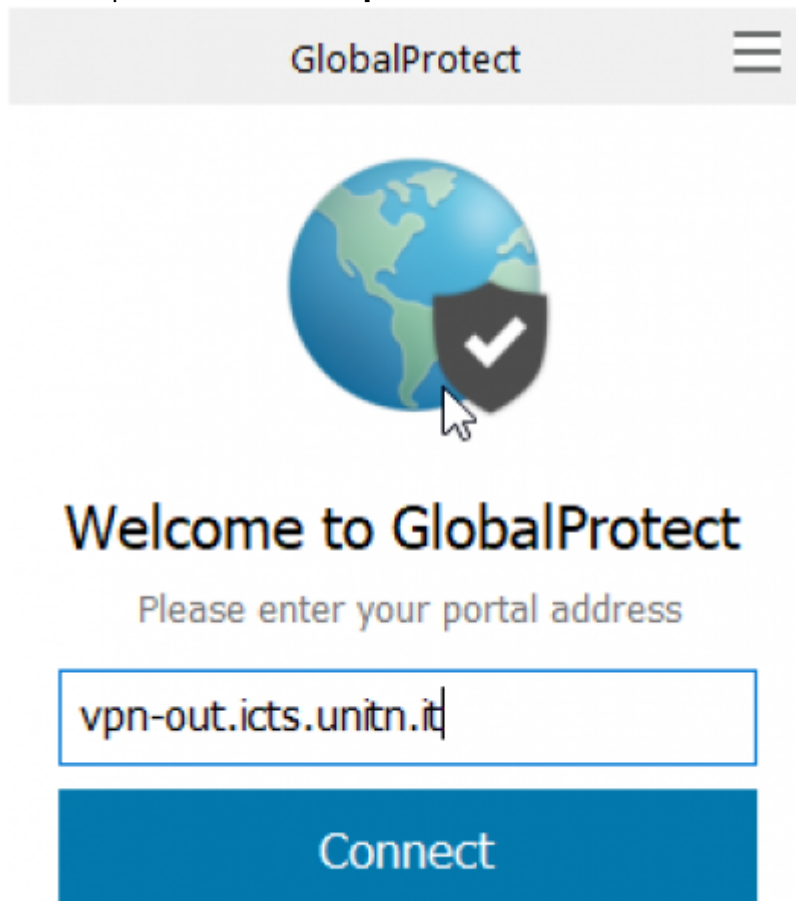 GlobalProtect
Welcome to GlobalProtect
Please enter your portal address
vpn-out.icts.unitn.it
Connect